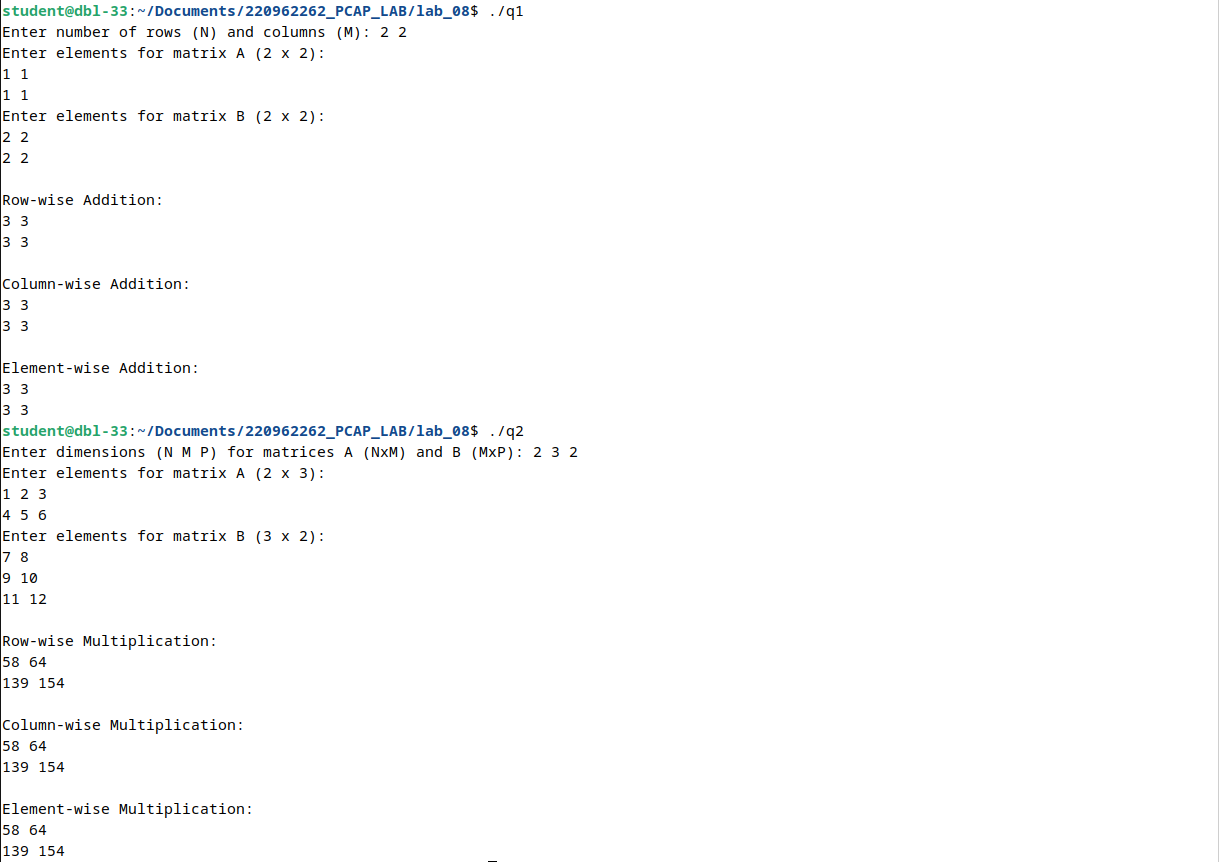 student@dbl-33:~/Documents/220962262_PCAP_LAB/lab_08$ ./q1
Enter number of rows (N) and columns (M): 2 2
Enter elements for matrix A (2 x 2):
1 1
1 1
Enter elements for matrix B (2 x 2):
2 2
2 2

Row-wise Addition:
3 3
3 3

Column-wise Addition:
3 3
3 3

Element-wise Addition:
3 3
3 3
student@dbl-33:~/Documents/220962262_PCAP_LAB/lab_08$ ./q2
Enter dimensions (N M P) for matrices A (NxM) and B (MxP): 2 3 2
Enter elements for matrix A (2 x 3):
1 2 3
4 5 6
Enter elements for matrix B (3 x 2):
7 8
9 10
11 12

Row-wise Multiplication:
58 64
139 154

Column-wise Multiplication:
58 64
139 154

Element-wise Multiplication:
58 64
139 154